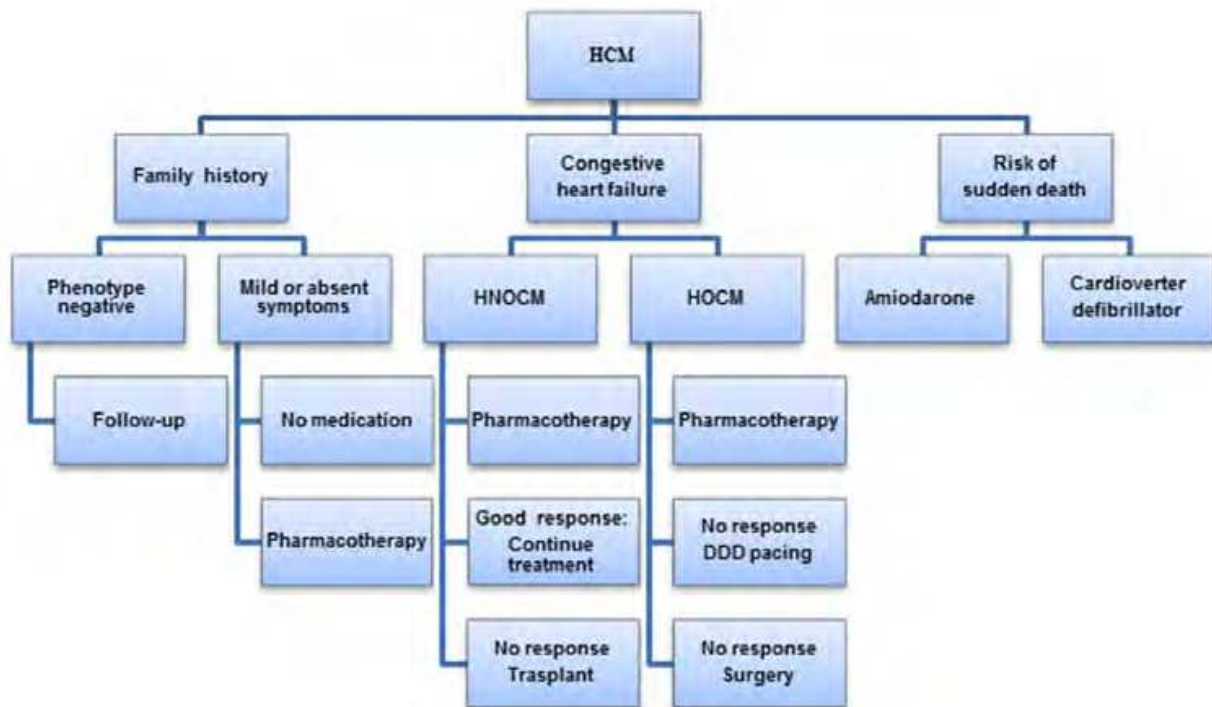 HCM
Family history
Congestive
heart failure
Risk of
sudden death
Phenotype
negative
Mild or absent
symptoms
HNOCM
HOCM
Amiodarone
Cardioverter
defibrillator
Follow-up
No medication
Pharmacotherapy
Pharmacotherapy
Pharmacotherapy
Good response:
Continue
treatment
No response
DDD pacing
No response
Trasplant
No response
Surgery